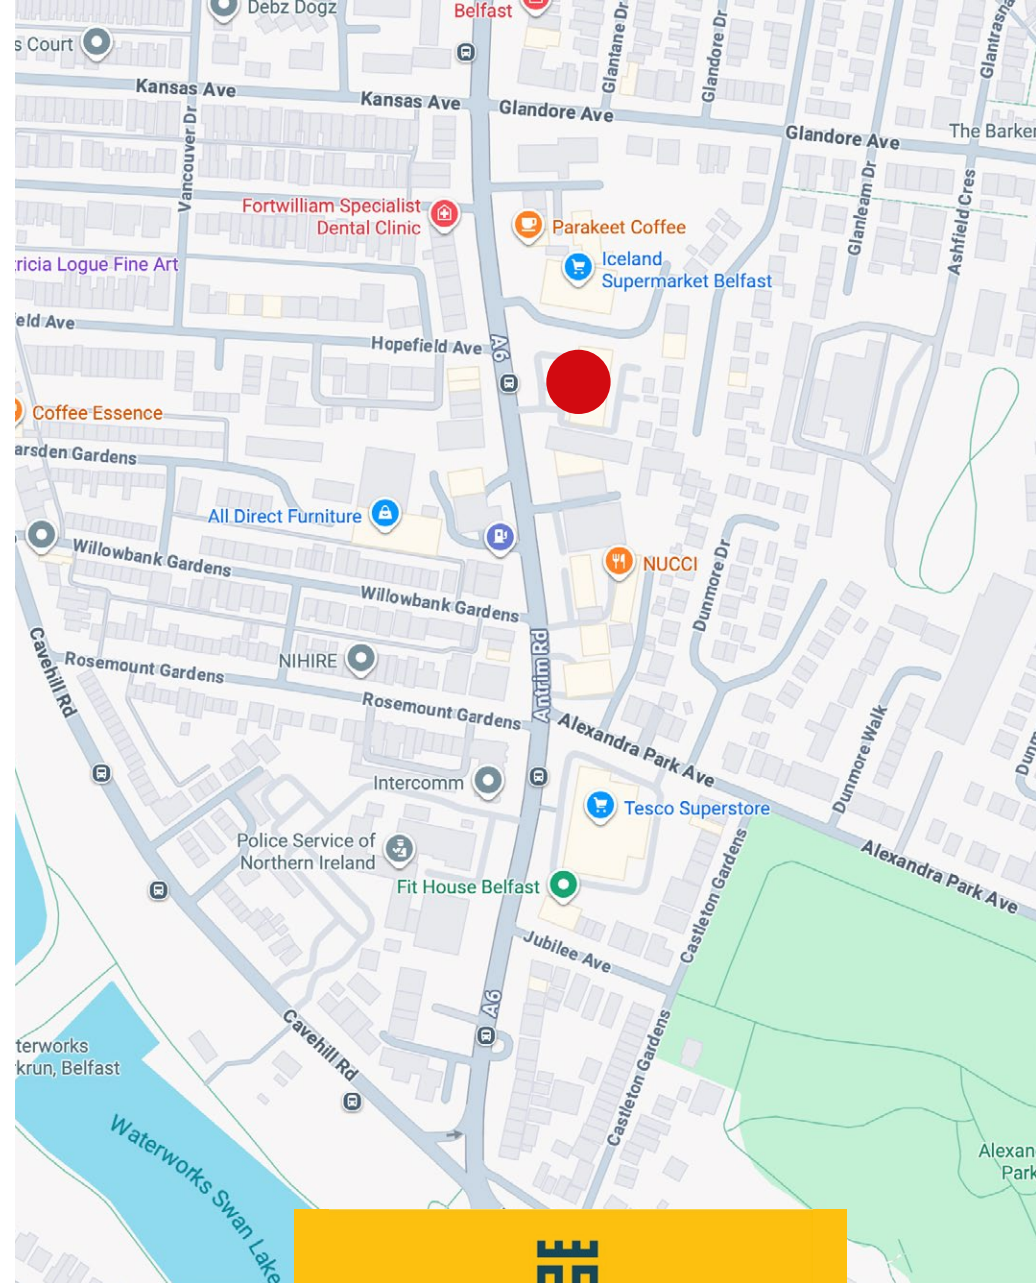 Debz Dogz
Belfast
s Court
Glantane Dr
Glandore Dr
Kansas Ave
Kansas Ave
Glandore Ave
Glandore Ave
The Barker
Vancouver Dr
Glanleam Dr
Ashfield Cres
Fortwilliam Specialist
Dental Clinic
Parakeet Coffee
ricia Logue Fine Art
Iceland
Supermarket Belfast
eld Ave
Hopefield Ave
A6
Coffee Essence
arsden Gardens
All Direct Furniture
Willowbank Gardens
NUCCI
Dunmore Dr
Willowbank Gardens
Cavehill Rd
Rosemount Gardens
NIHIRE
Antrim Rd
Rosemount Gardens
Alexandra Park Ave
Dunmore Walk
Intercomm
Tesco Superstore
Police Service of
Northern Ireland
Alexandra Park Ave
Fit House Belfast
Castleton Gardens
Jubilee Ave
A6
Cavehill Rd
terworks
krun, Belfast
Castleton Gardens
Waterworks Swan Lake
Alexan
Park